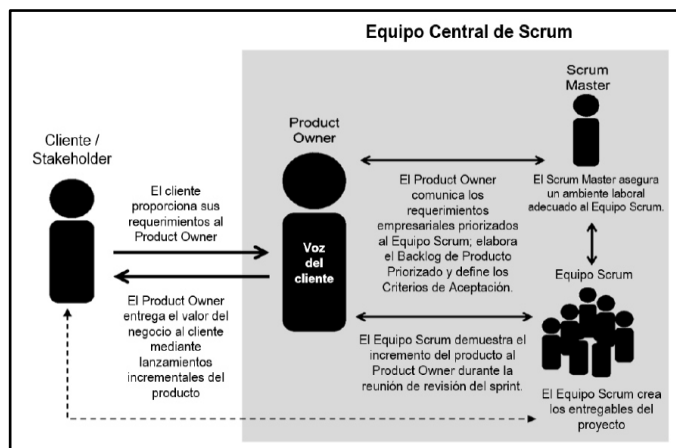 Equipo Central de Scrum
Cliente /
Stakeholder
El cliente
proporciona sus
requerimientos al
Product Owner
El Product Owner
entrega el valor del
negocio al cliente
mediante
lanzamientos
incrementales del
producto
Product
Owner
Voz
del
cliente
El Product Owner
comunica los
requerimientos
empresariales priorizados
al Equipo Scrum; elabora
el Backlog de Producto
Priorizado y define los
Criterios de Aceptación.
El Equipo Scrum demuestra el
incremento del producto al
Product Owner durante la
reunión de revisión del sprint.
Scrum
Master
El Scrum Master asegura
un ambiente laboral
adecuado al Equipo Scrum.
Equipo Scrum
El Equipo Scrum crea
los entregables del
proyecto